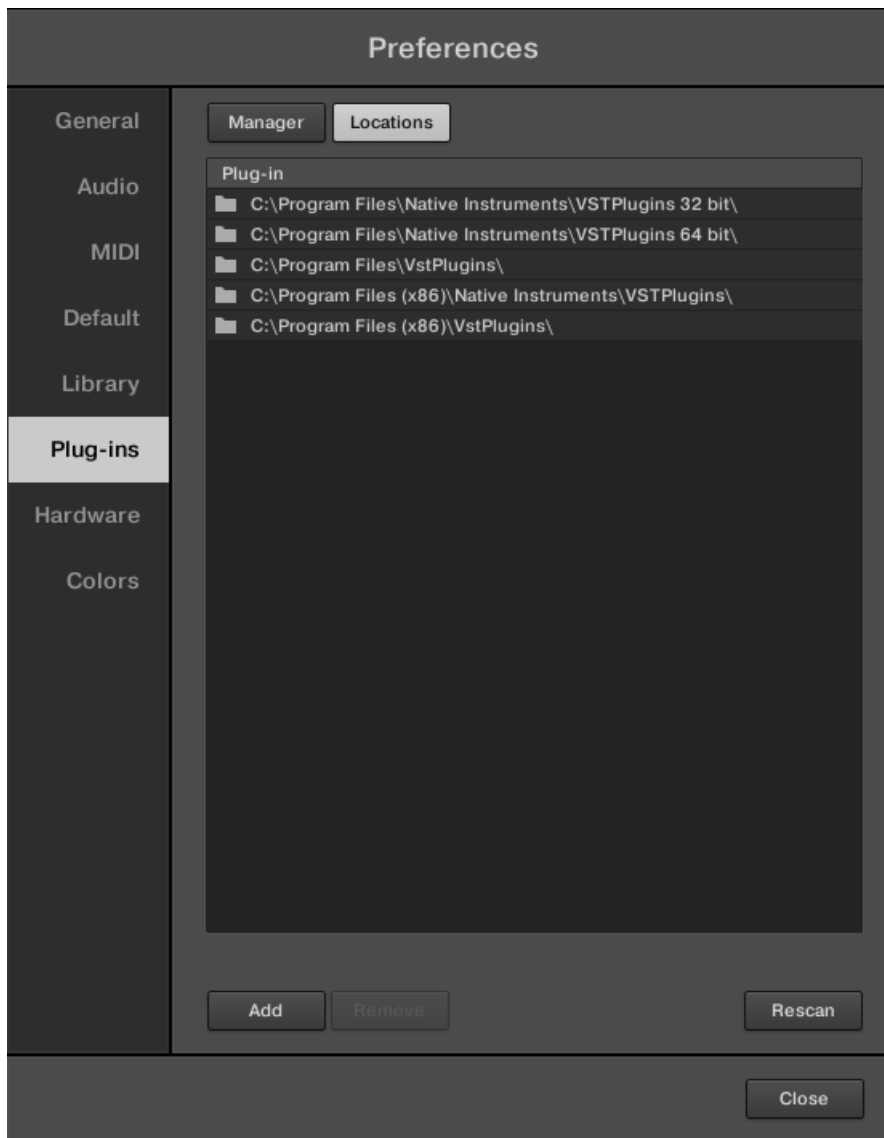 Preferences
General
Audio
MIDI
Default
Library
Plug-ins
Hardware
Colors
Manager Locations
Plug-in
C:\Program Files\Native Instruments\VSTPlugins 32 bit\
C:\Program Files\Native Instruments\VSTPlugins 64 bit\
C:\Program Files\VstPlugins\
C:\Program Files (x86)\Native Instruments\VSTPlugins\
C:\Program Files (x86)\VstPlugins\
Add Remove Rescan
Close